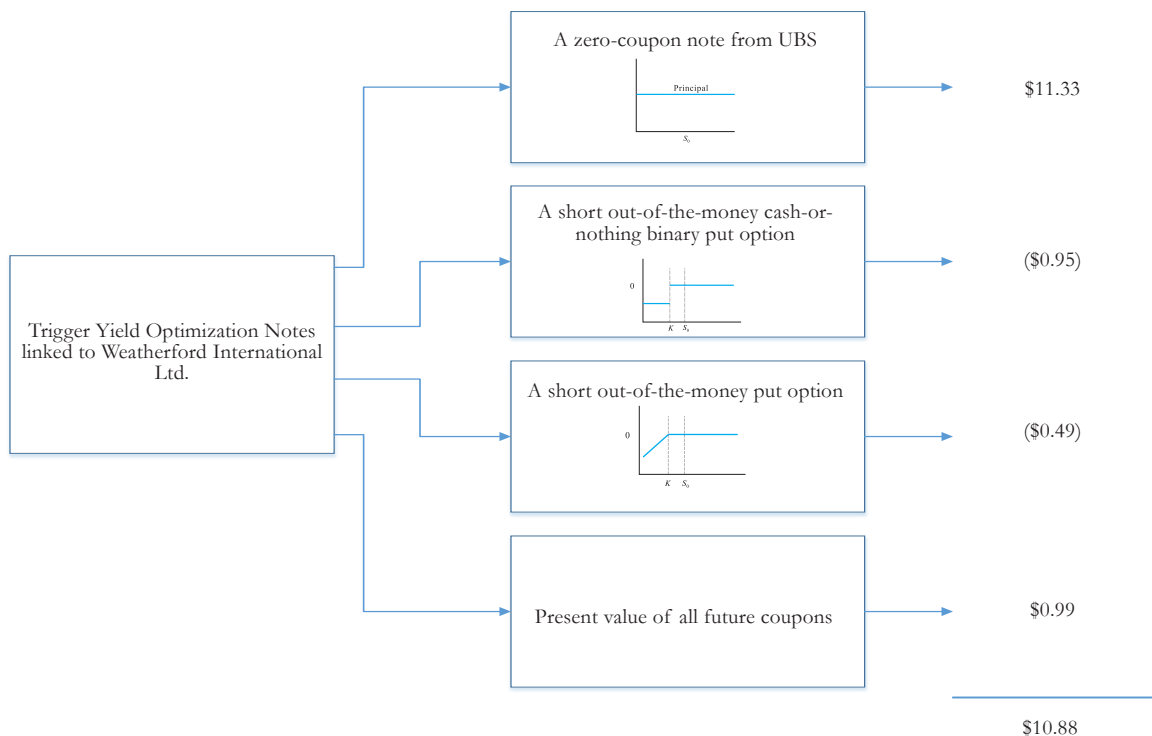 A zero-coupon note from UBS
Principal
S₀
$11.33
A short out-of-the-money cash-or-
nothing binary put option
0
K
S₀
($0.95)
Trigger Yield Optimization Notes
linked to Weatherford International
Ltd.
A short out-of-the-money put option
0
K
S₀
($0.49)
Present value of all future coupons
$0.99
$10.88